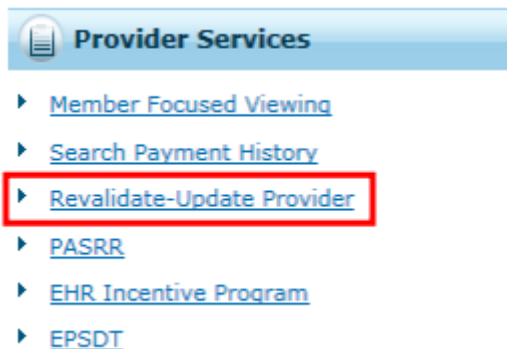 Provider Services
Member Focused Viewing
Search Payment History
Revalidate-Update Provider
PASRR
EHR Incentive Program
EPSDT